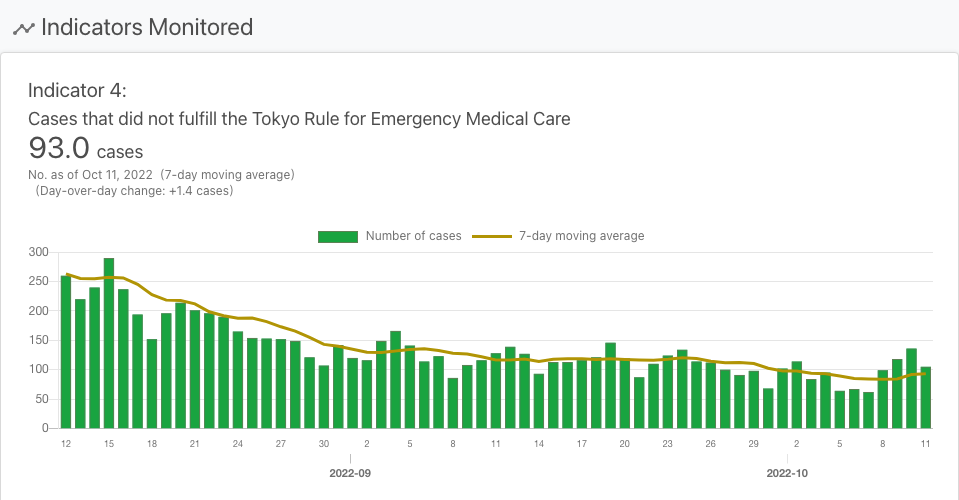 Indicators Monitored
Indicator 4:
Cases that did not fulfill the Tokyo Rule for Emergency Medical Care
93.0 cases
No. as of Oct 11, 2022 (7-day moving average)
(Day-over-day change: +1.4 cases)
Number of cases 7-day moving average
300
250
200
150
100
50
0
12 15 18 21 24 27 30 2 5 8 11 14 17 20 23 26 29 2 5 8 11
2022-09 2022-10